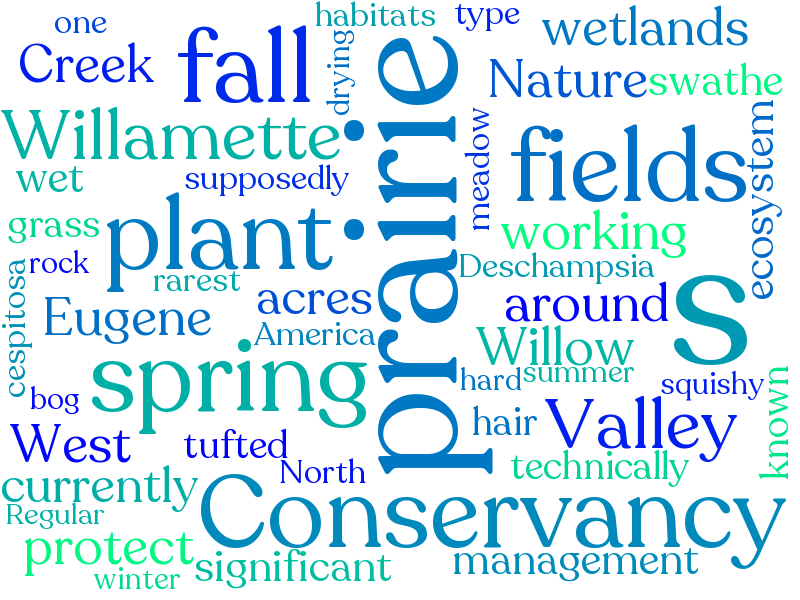 one
habitats
type
wetlands
Creek
fall
drying
prairie
Nature
swathe
Willamette
meadow
fields
ecosystem
wet
supposedly
grass
plant
working
rock
rarest
Deschampsia
cespitosa
Eugene
acres
around
s
America
Willow
spring
hard
summer
squishy
bog
hair
Valley
known
West
tufted
North
technically
currently
Conservancy
Regular
protect
significant
management
winter